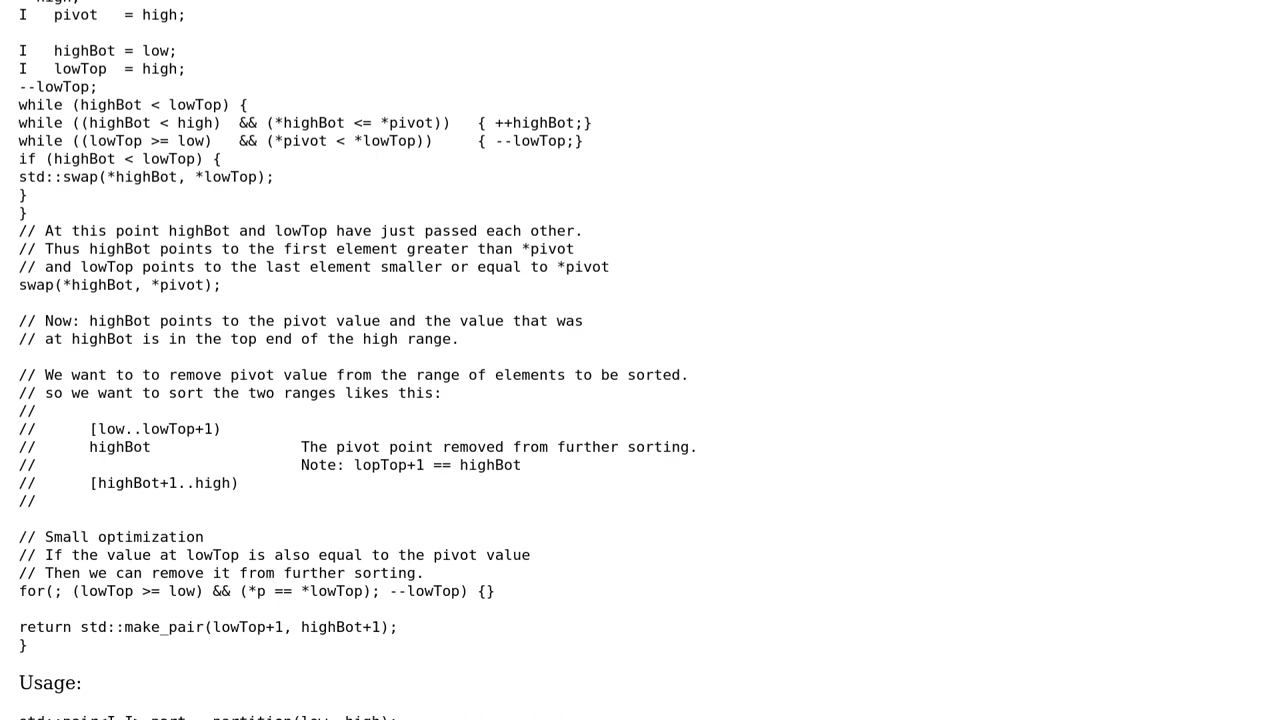 high;
I   pivot   = high;

I   highBot = low;
I   lowTop  = high;
--lowTop;
while (highBot < lowTop) {
while ((highBot < high)  && (*highBot <= *pivot))   { ++highBot;}
while ((lowTop >= low)   && (*pivot < *lowTop))     { --lowTop;}
if (highBot < lowTop) {
std::swap(*highBot, *lowTop);
}
}
// At this point highBot and lowTop have just passed each other.
// Thus highBot points to the first element greater than *pivot
// and lowTop points to the last element smaller or equal to *pivot
swap(*highBot, *pivot);

// Now: highBot points to the pivot value and the value that was
// at highBot is in the top end of the high range.

// We want to to remove pivot value from the range of elements to be sorted.
// so we want to sort the two ranges likes this:
//
//      [low..lowTop+1)
//      highBot                 The pivot point removed from further sorting.
//                              Note: lopTop+1 == highBot
//      [highBot+1..high)
//

// Small optimization
// If the value at lowTop is also equal to the pivot value
// Then we can remove it from further sorting.
for(; (lowTop >= low) && (*p == *lowTop); --lowTop) {}

return std::make_pair(lowTop+1, highBot+1);
}
Usage:
std::pair<I,I> part = partition(low, high);